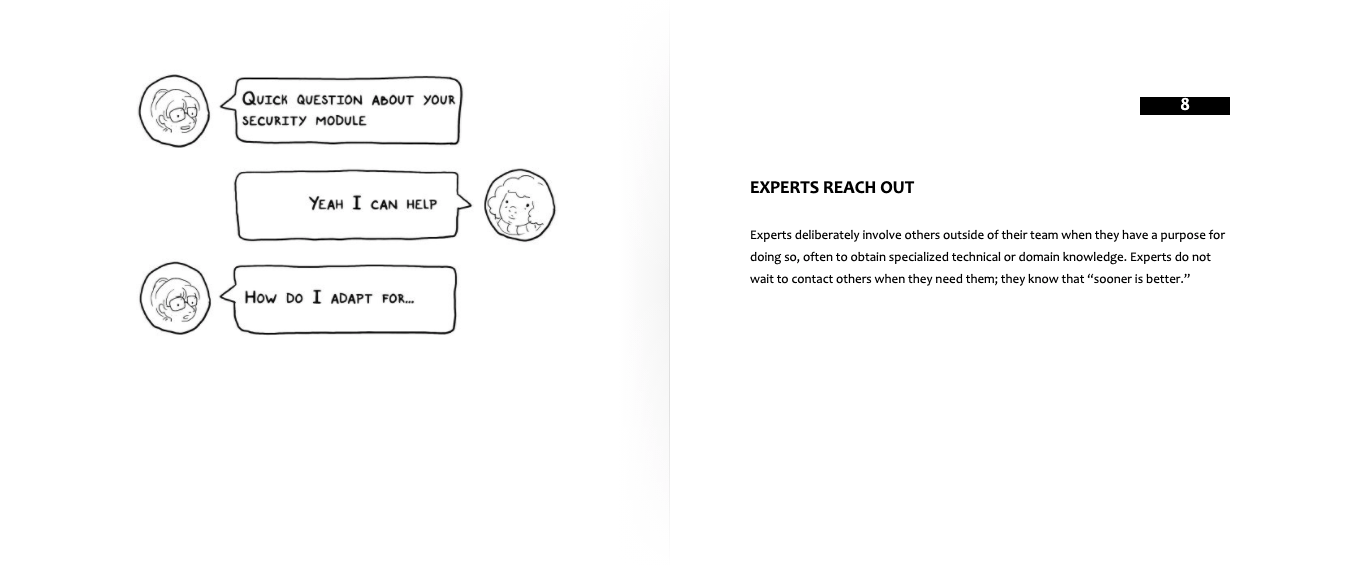 QUICK QUESTION ABOUT YOUR
SECURITY MODULE
YEAH I CAN HELP
HOW DO I ADAPT FOR...
8
EXPERTS REACH OUT
Experts deliberately involve others outside of their team when they have a purpose for
doing so, often to obtain specialized technical or domain knowledge. Experts do not
wait to contact others when they need them; they know that “sooner is better.”